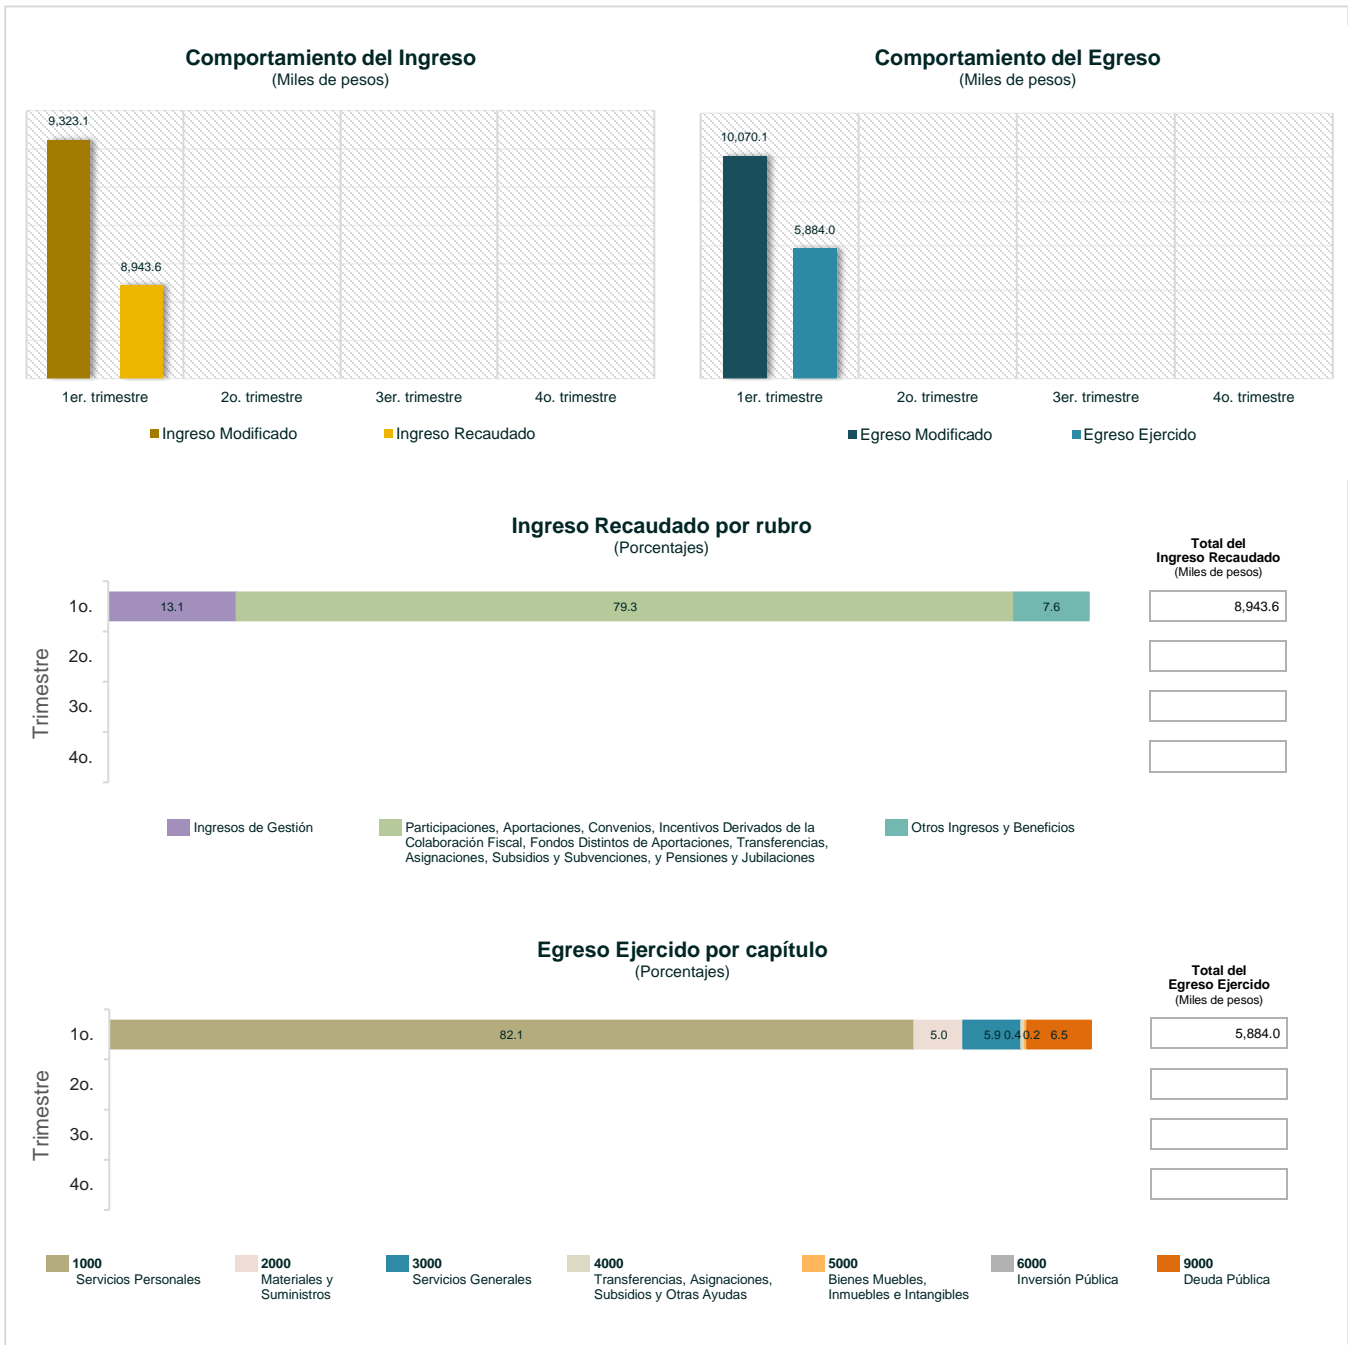 Comportamiento del Ingreso
(Miles de pesos)
9,323.1
8,943.6
1er. trimestre
2o. trimestre
3er. trimestre
4o. trimestre
Ingreso Modificado
Ingreso Recaudado
Comportamiento del Egreso
(Miles de pesos)
10,070.1
5,884.0
1er. trimestre
2o. trimestre
3er. trimestre
4o. trimestre
Egreso Modificado
Egreso Ejercido
Ingreso Recaudado por rubro
(Porcentajes)
Total del
Ingreso Recaudado
(Miles de pesos)
Trimestre
1o.
13.1
79.3
7.6
8,943.6
2o.
3o.
4o.
Ingresos de Gestión
Participaciones, Aportaciones, Convenios, Incentivos Derivados de la
Colaboración Fiscal, Fondos Distintos de Aportaciones, Transferencias,
Asignaciones, Subsidios y Subvenciones, y Pensiones y Jubilaciones
Otros Ingresos y Beneficios
Egreso Ejercido por capítulo
(Porcentajes)
Total del
Egreso Ejercido
(Miles de pesos)
Trimestre
1o.
82.1
5.0
5.9
0.4
0.2
6.5
5,884.0
2o.
3o.
4o.
1000
Servicios Personales
2000
Materiales y
Suministros
3000
Servicios Generales
4000
Transferencias, Asignaciones,
Subsidios y Otras Ayudas
5000
Bienes Muebles,
Inmuebles e Intangibles
6000
Inversión Pública
9000
Deuda Pública